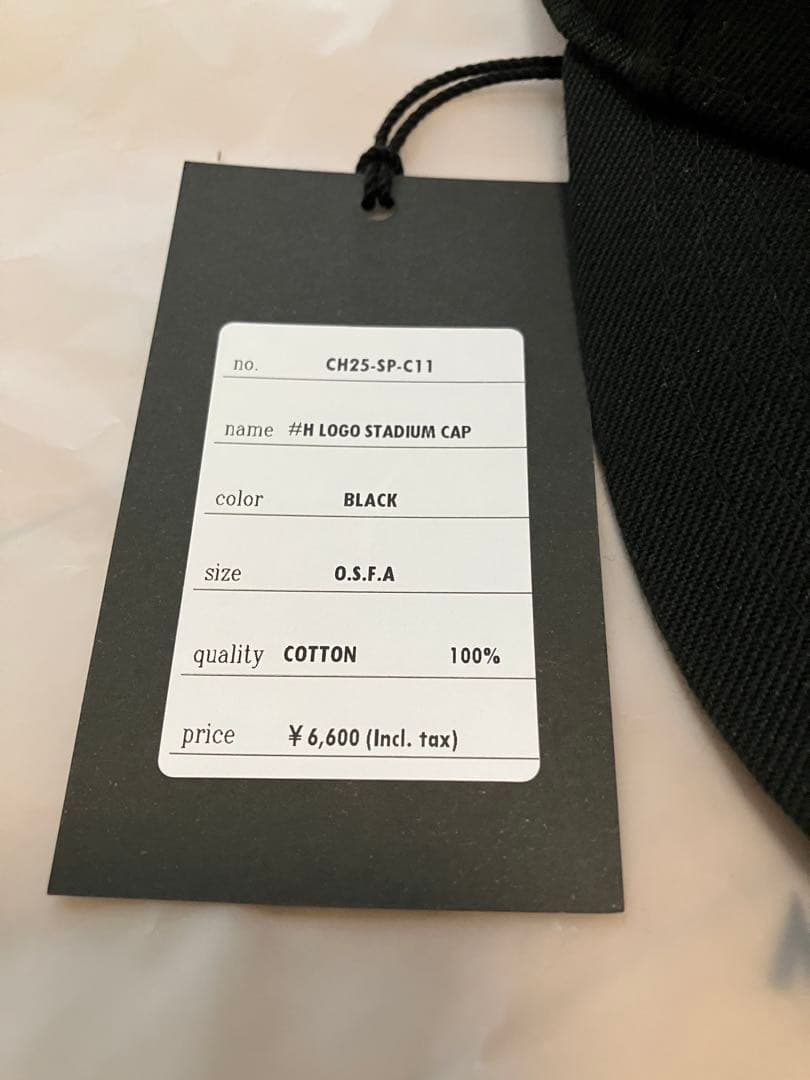 no. CH25-SP-C11
name #H LOGO STADIUM CAP
color BLACK
size O.S.F.A
quality COTTON 100%
price ¥6,600 (Incl. tax)